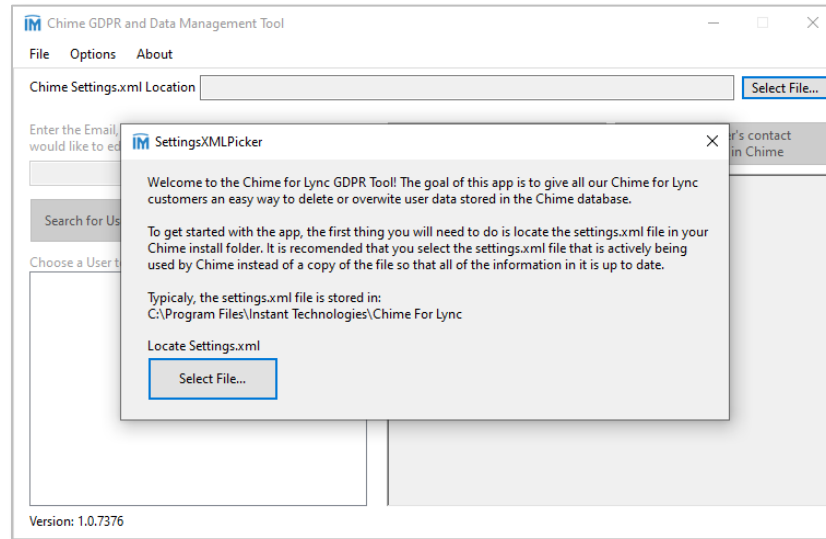 Chime GDPR and Data Management Tool
File Options About
Chime Settings.xml Location
Select File...
Enter the Email,
would like to ed
r's contact
in Chime
Search for Us
Choose a User t
SettingsXMLPicker
Welcome to the Chime for Lync GDPR Tool! The goal of this app is to give all our Chime for Lync
customers an easy way to delete or overwite user data stored in the Chime database.
To get started with the app, the first thing you will need to do is locate the settings.xml file in your
Chime install folder. It is recomended that you select the settings.xml file that is actively being
used by Chime instead of a copy of the file so that all of the information in it is up to date.
Typicaly, the settings.xml file is stored in:
C:\Program Files\Instant Technologies\Chime For Lync
Locate Settings.xml
Select File...
Version: 1.0.7376